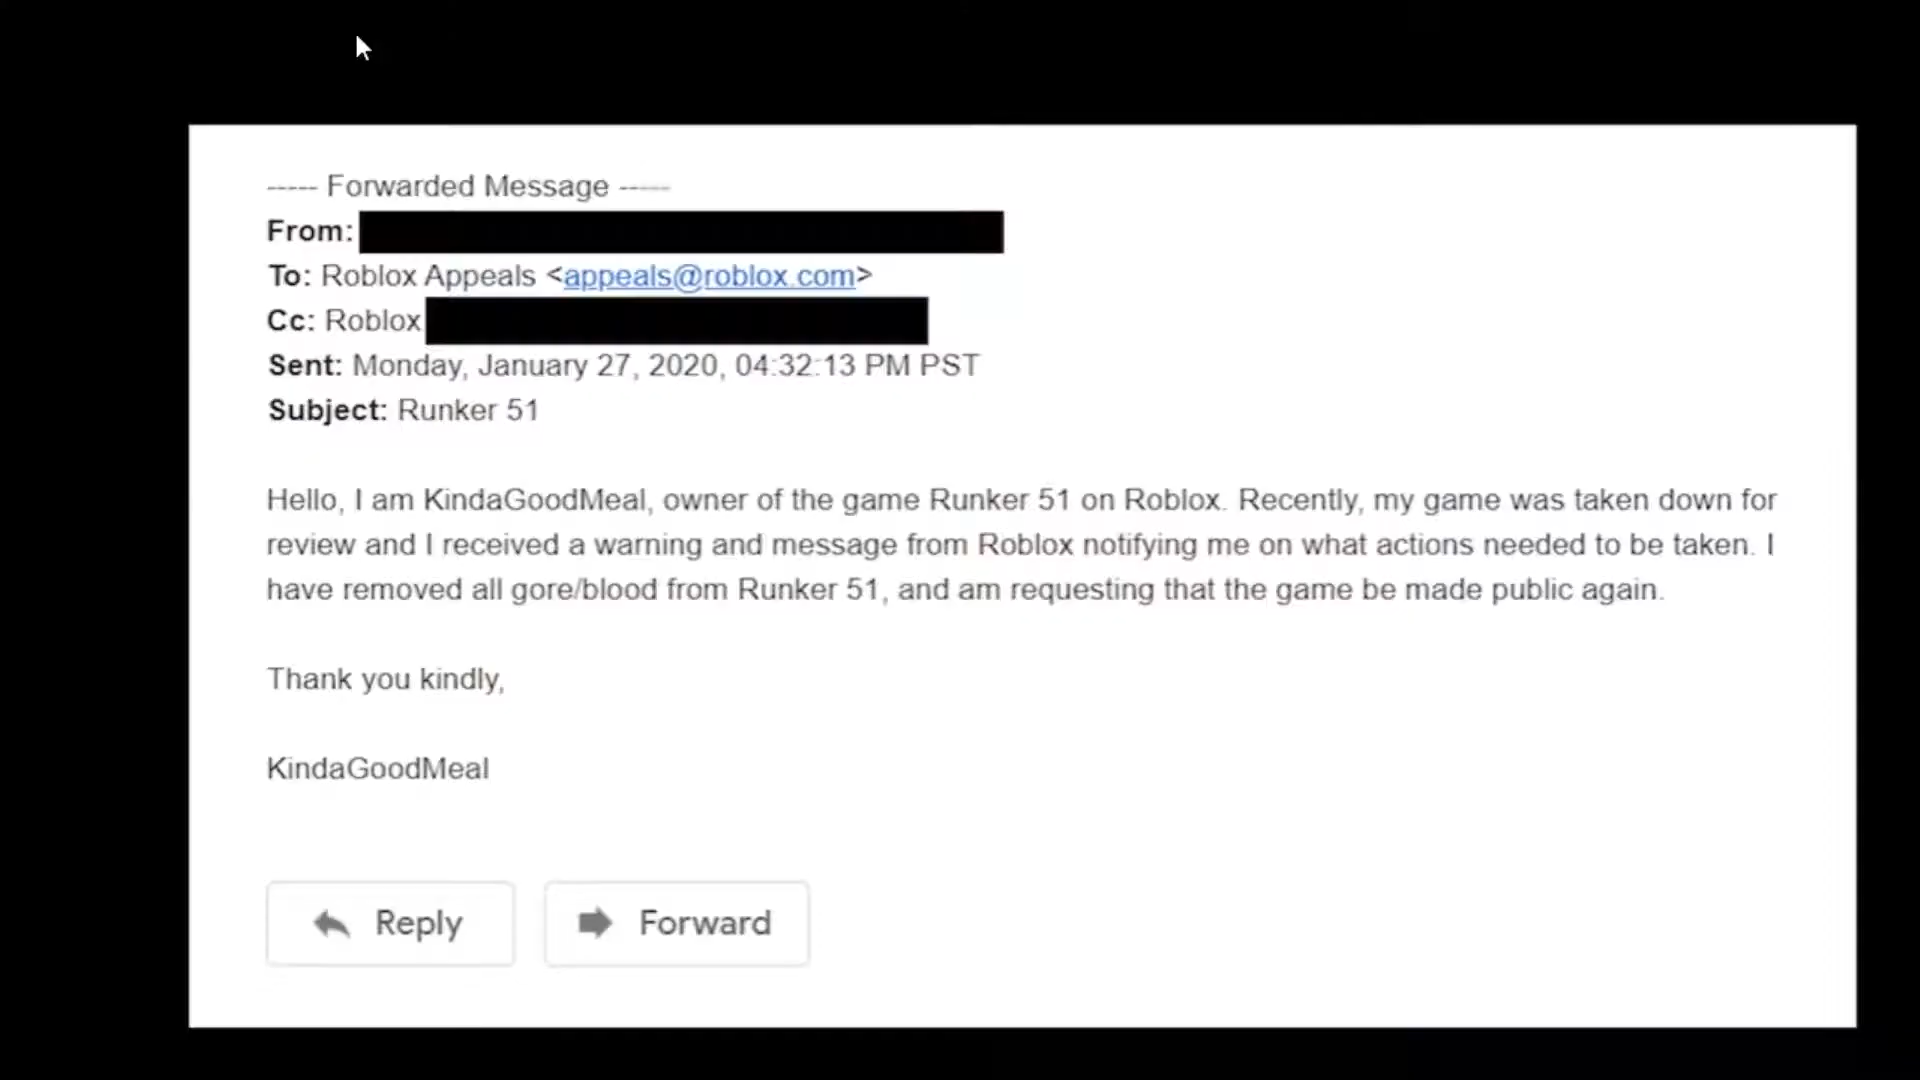 ----- Forwarded Message -----
From:
To: Roblox Appeals <appeals@roblox.com>
Cc: Roblox
Sent: Monday, January 27, 2020, 04:32:13 PM PST
Subject: Runker 51
Hello, I am KindaGoodMeal, owner of the game Runker 51 on Roblox. Recently, my game was taken down for
review and I received a warning and message from Roblox notifying me on what actions needed to be taken. I
have removed all gore/blood from Runker 51, and am requesting that the game be made public again.
Thank you kindly,
KindaGoodMeal
Reply Forward